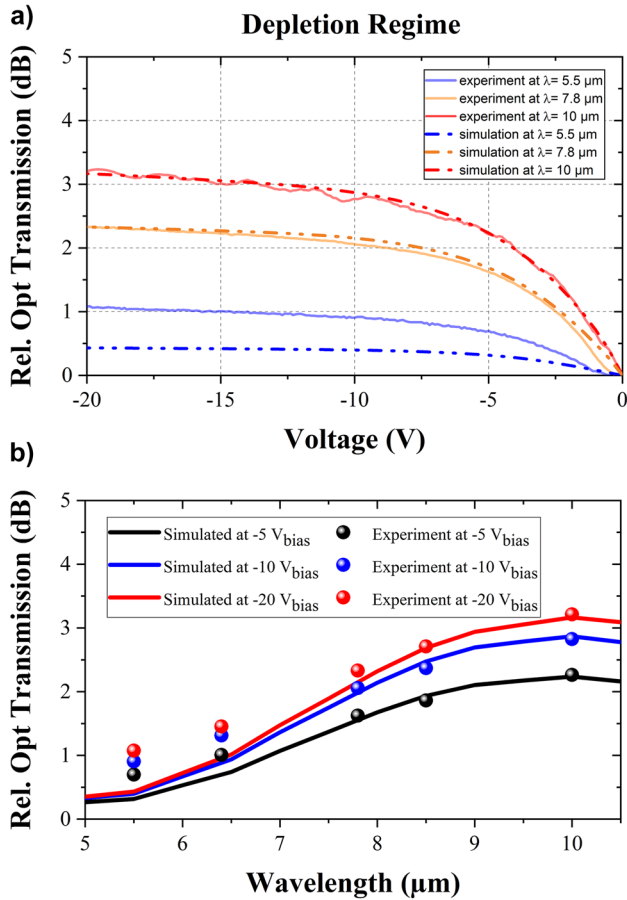 a)
Depletion Regime
Rel. Opt Transmission (dB)
5
4
3
2
1
0
experiment at λ= 5.5 µm
experiment at λ= 7.8 µm
experiment at λ= 10 µm
simulation at λ= 5.5 µm
simulation at λ= 7.8 µm
simulation at λ= 10 µm
-20 -15 -10 -5 0
Voltage (V)
b)
Rel. Opt Transmission (dB)
5
4
3
2
1
0
Simulated at -5 Vbias Experiment at -5 Vbias
Simulated at -10 Vbias Experiment at -10 Vbias
Simulated at -20 Vbias Experiment at -20 Vbias
5 6 7 8 9 10
Wavelength (µm)